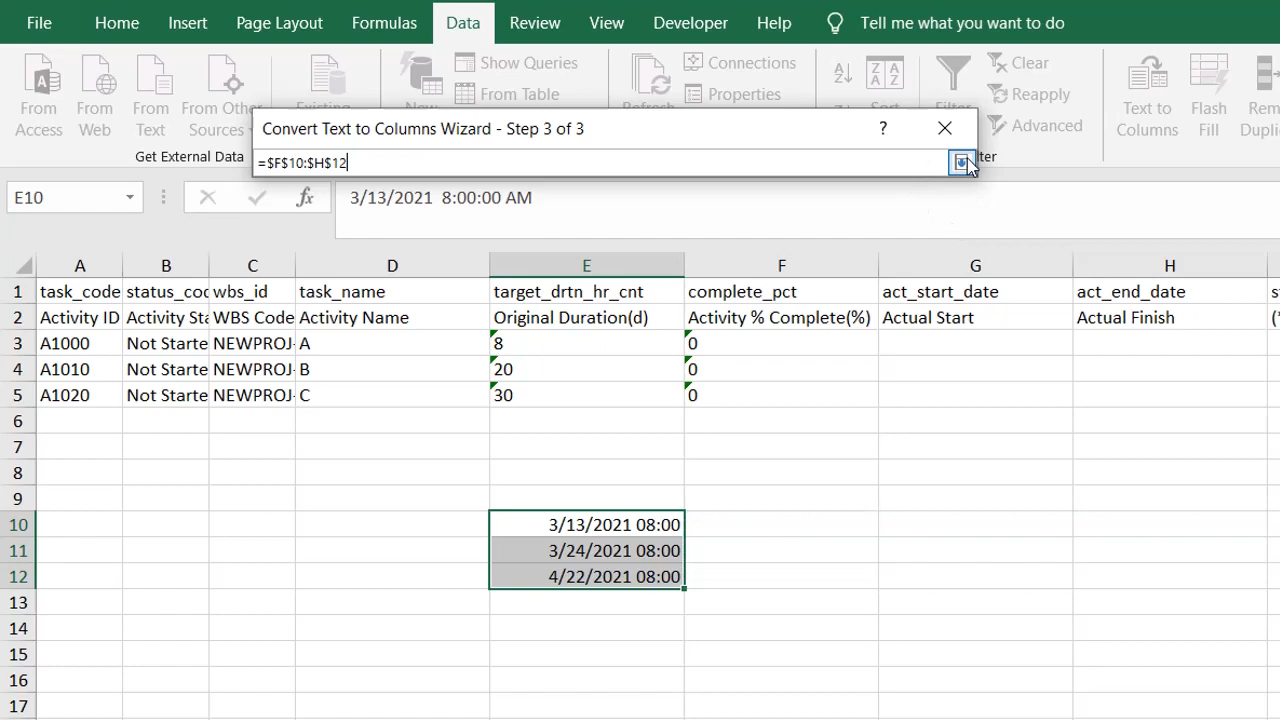 File Home Insert Page Layout Formulas Data Review View Developer Help Tell me what you want to do
From Access
From Web
From Text
From Other Sources
Existing
Get External Data
New
Show Queries
From Table
Refresh
Connections
Properties
Sort
Filter
Clear
Reapply
Advanced
Text to Columns
Flash Fill
Convert Text to Columns Wizard - Step 3 of 3 ?
=$F$10:$H$12
E10 fx 3/13/2021 8:00:00 AM
A B C D E F G H
1 task_code wbs_id task_name target_drtn_hr_cnt complete_pct act_start_date act_end_date
2 Activity ID Activity Sta WBS Code Activity Name Original Duration(d) Activity % Complete(%) Actual Start Actual Finish (*
3 A1000 Not Starte NEWPROJ- A 8 0
4 A1010 Not Starte NEWPROJ- B 20 0
5 A1020 Not Starte NEWPROJ- C 30 0
6
7
8
9
10 3/13/2021 08:00
11 3/24/2021 08:00
12 4/22/2021 08:00
13
14
15
16
17